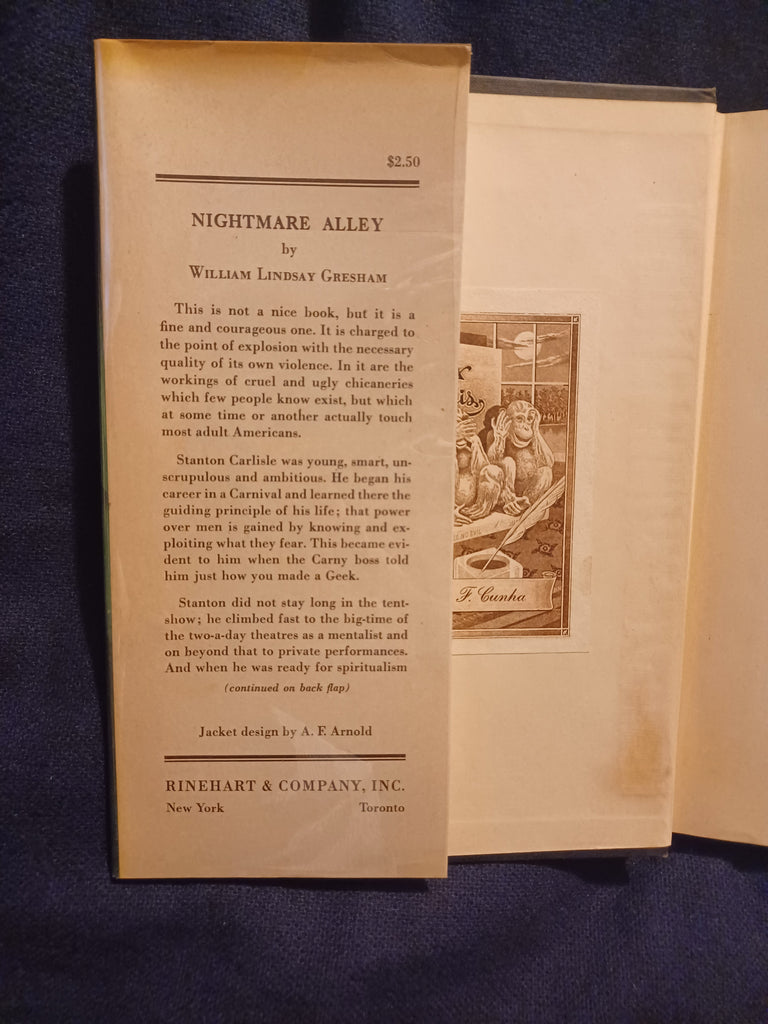 $2.50
NIGHTMARE ALLEY
by
WILLIAM LINDSAY GRESHAM
This is not a nice book, but it is a
fine and courageous one. It is charged to
the point of explosion with the necessary
quality of its own violence. In it are the
workings of cruel and ugly chicaneries
which few people know exist, but which
at some time or another actually touch
most adult Americans.
Stanton Carlisle was young, smart, un-
scrupulous and ambitious. He began his
career in a Carnival and learned there the
guiding principle of his life; that power
over men is gained by knowing and ex-
ploiting what they fear. This became evi-
dent to him when the Carny boss told
him just how you made a Geek.
Stanton did not stay long in the tent-
show; he climbed fast to the big-time of
the two-a-day theatres as a mentalist and
on beyond that to private performances.
And when he was ready for spiritualism
(continued on back flap)
Jacket design by A. F. Arnold
RINEHART & COMPANY, INC.
New York Toronto
F. Cunha